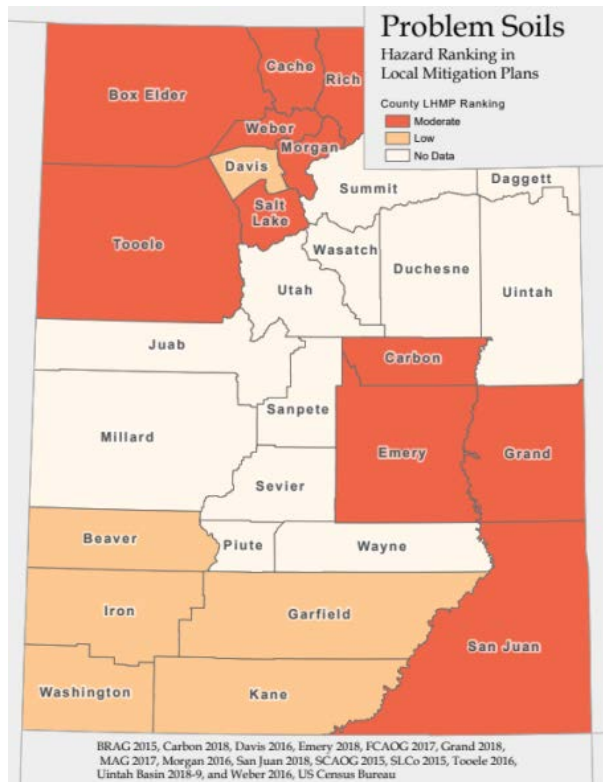 Problem Soils
Hazard Ranking in
Local Mitigation Plans
County LHMP Ranking
Moderate
Low
No Data
Cache
Rich
Box Elder
Weber
Morgan
Davis
Summit
Daggett
Salt
Lake
Tooele
Wasatch
Duchesne
Uintah
Utah
Juab
Carbon
Sanpete
Millard
Emery
Grand
Sevier
Beaver
Piute
Wayne
Iron
Garfield
San Juan
Washington
Kane
BRAG 2015, Carbon 2018, Davis 2016, Emery 2018, FCAOG 2017, Grand 2018,
MAG 2017, Morgan 2016, San Juan 2018, SCAOG 2015, SLCo 2015, Tooele 2016,
Uintah Basin 2018-9, and Weber 2016, US Census Bureau